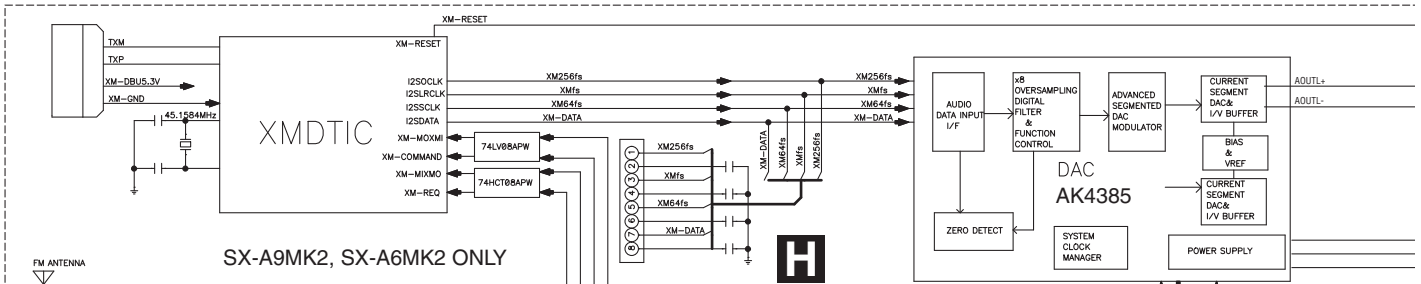 XM-RESET
TXM
TXP
XM-DBU5.3V
XM-GND
45.1584MHz
XM-RESET
XMDTIC
I2SOCLK
I2SLRCLK
I2SSCLK
I2SDATA
XM-MOXMI
XM-COMMAND
XM-MIXMO
XM-REQ
74LV08APW
74HCT08APW
XM256fs
XMfs
XM64fs
XM-DATA
1
2
3
4
5
6
7
8
XM256fs
XMfs
XM64fs
XM-DATA
XM-DATA
XM64fs
XMfs
XM256fs
XM256fs
XMfs
XM64fs
XM-DATA
H
AUDIO
DATA INPUT
I/F
x8
OVERSAMPLING
DIGITAL
FILTER
&
FUNCTION
CONTROL
ADVANCED
SEGMENTED
DAC
MODULATOR
CURRENT
SEGMENT
DAC&
I/V BUFFER
BIAS
&
VREF
CURRENT
SEGMENT
DAC&
I/V BUFFER
DAC
AK4385
ZERO DETECT
SYSTEM
CLOCK
MANAGER
POWER SUPPLY
AOUTL+
AOUTL-
SX-A9MK2, SX-A6MK2 ONLY
FM ANTENNA